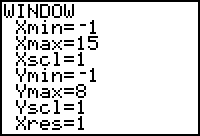 WINDOW
Xmin=-1
Xmax=15
Xscl=1
Ymin=-1
Ymax=8
Yscl=1
Xres=1